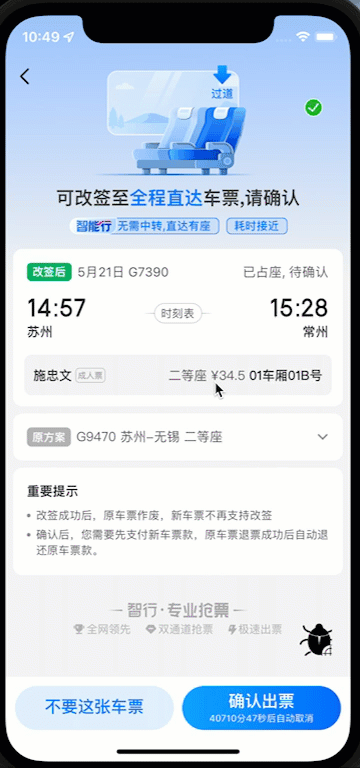 10:49
过道
可改签至全程直达车票,请确认
智能行 无需中转,直达有座 耗时接近
改签后 5月21日 G7390 已占座, 待确认
14:57 时刻表 15:28
苏州 常州
施忠文 成人票 二等座 ¥34.5 01车厢01B号
原方案 G9470 苏州-无锡 二等座
重要提示
• 改签成功后，原车票作废，新车票不再支持改签
• 确认后，您需要先支付新车票款，原车票退票成功后自动退
还原车票款。
智行·专业抢票
全网领先 双通道抢票 极速出票
不要这张车票 确认出票
40710分47秒后自动取消